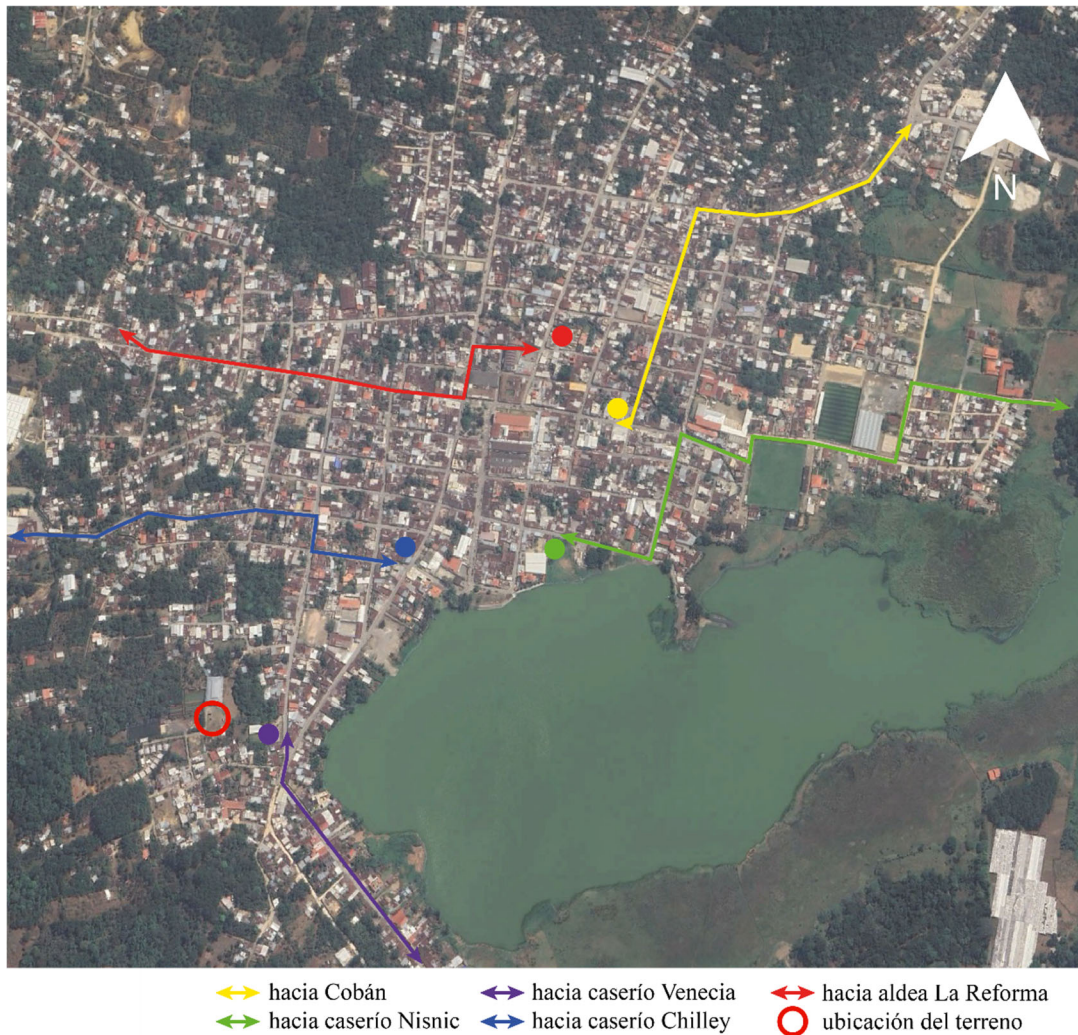 N
hacia Cobán
hacia caserío Venecia
hacia aldea La Reforma
hacia caserío Nisnic
hacia caserío Chilley
ubicación del terreno